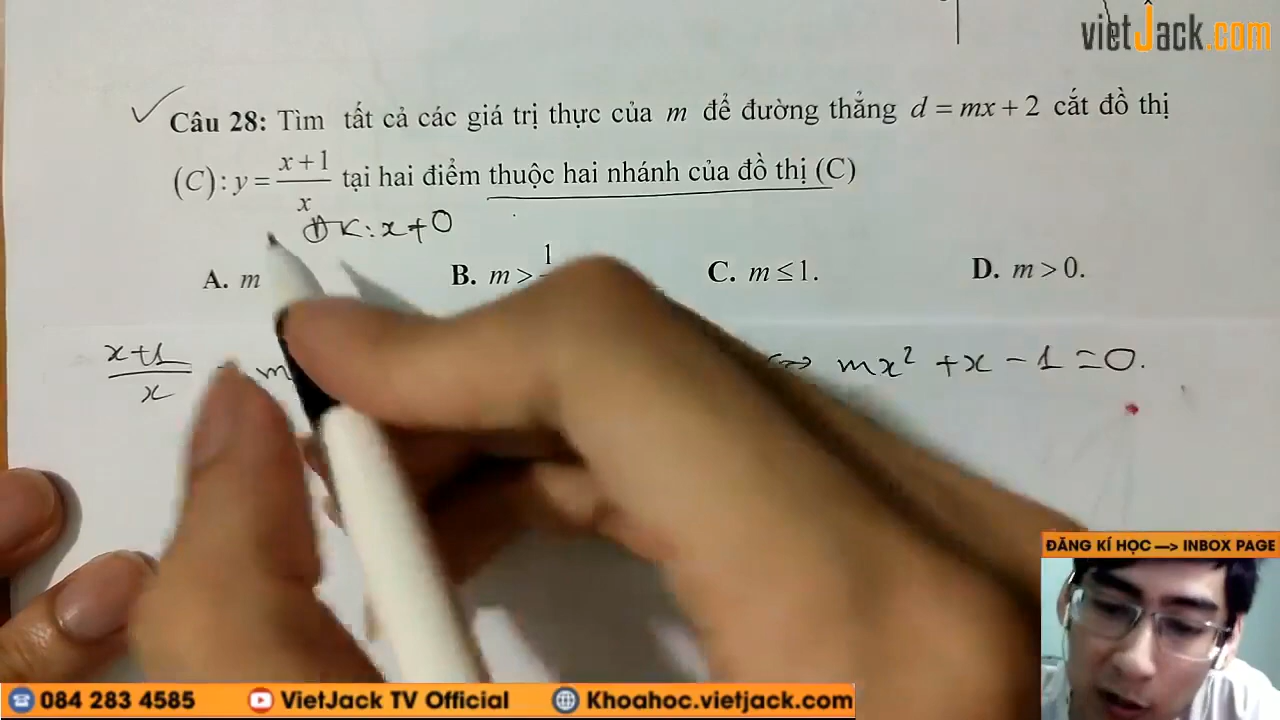 vietJack.com
Câu 28: Tìm tất cả các giá trị thực của m để đường thẳng d = mx + 2 cắt đồ thị
(C): y = \frac{x+1}{x} tại hai điểm thuộc hai nhánh của đồ thị (C)
ĐK: x ≠ 0
A. m B. m > C. m ≤ 1. D. m > 0.
\frac{x+1}{x} m ⇔ mx² + x - 1 = 0.
ĐĂNG KÍ HỌC —> INBOX PAGE
084 283 4585 VietJack TV Official Khoahoc.vietjack.com